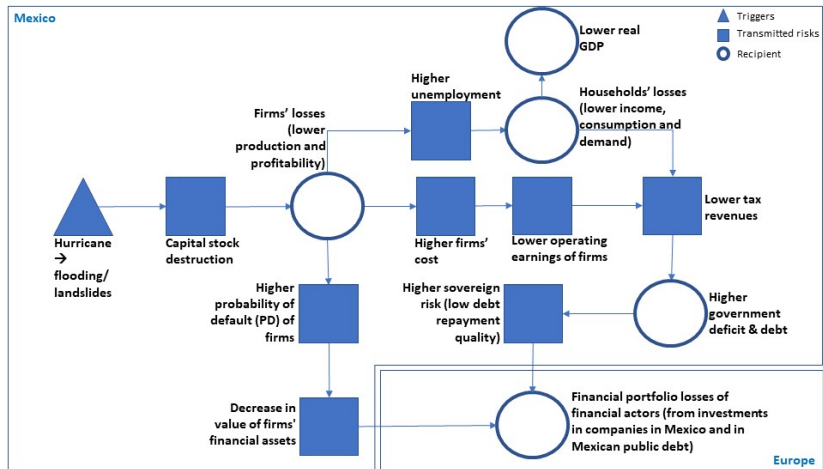 Mexico
Triggers
Transmitted risks
Recipient
Lower real
GDP
Higher
unemployment
Households' losses
(lower income,
consumption and
demand)
Firms' losses
(lower
production and
profitability)
Hurricane
→
flooding/
landslides
Capital stock
destruction
Higher firms'
cost
Lower operating
earnings of firms
Lower tax
revenues
Higher
probability of
default (PD) of
firms
Higher sovereign
risk (low debt
repayment
quality)
Higher
government
deficit & debt
Decrease in
value of firms'
financial assets
Financial portfolio losses of
financial actors (from investments
in companies in Mexico and in
Mexican public debt)
Europe